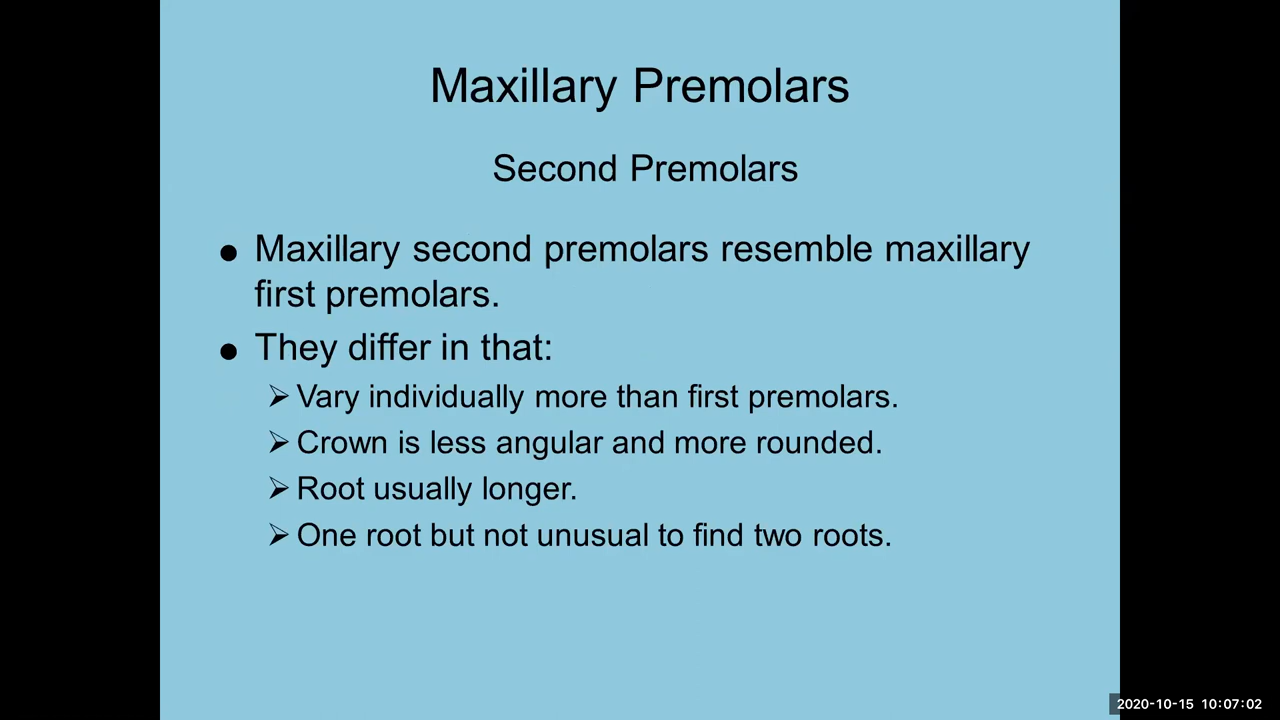 Maxillary Premolars
Second Premolars
● Maxillary second premolars resemble maxillary
first premolars.
● They differ in that:
➢ Vary individually more than first premolars.
➢ Crown is less angular and more rounded.
➢ Root usually longer.
➢ One root but not unusual to find two roots.
2020-10-15 10:07:02